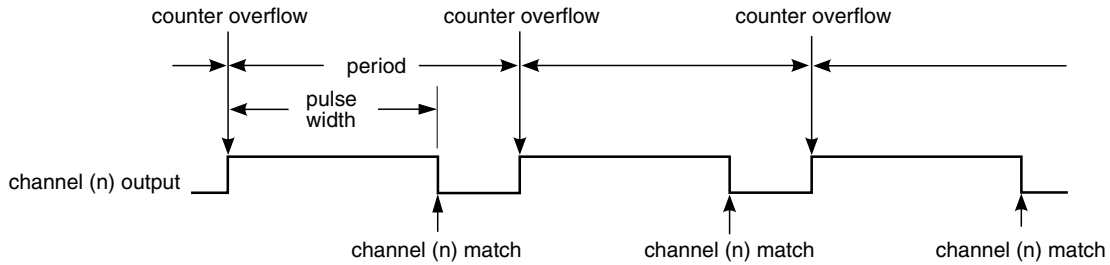 counter overflow
counter overflow
counter overflow
period
pulse
width
channel (n) output
channel (n) match
channel (n) match
channel (n) match